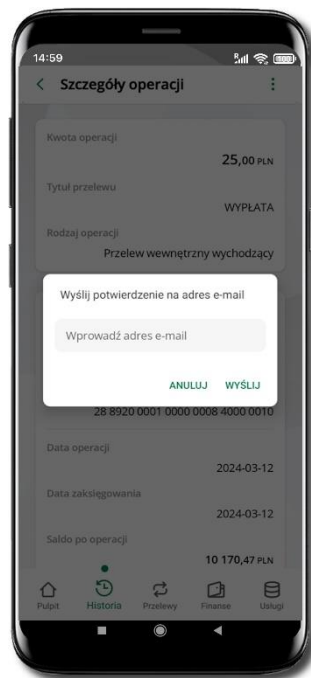 14:59
Szczegóły operacji
Kwota operacji
25,00 PLN
Tytuł przelewu
WYPŁATA
Rodzaj operacji
Przelew wewnętrzny wychodzący
Wyślij potwierdzenie na adres e-mail
Wprowadź adres e-mail
ANULUJ WYŚLIJ
28 8920 0001 0000 0008 4000 0010
Data operacji
2024-03-12
Data zaksięgowania
2024-03-12
Saldo po operacji
10 170,47 PLN
Pulpit Historia Przelewy Finanse Usługi